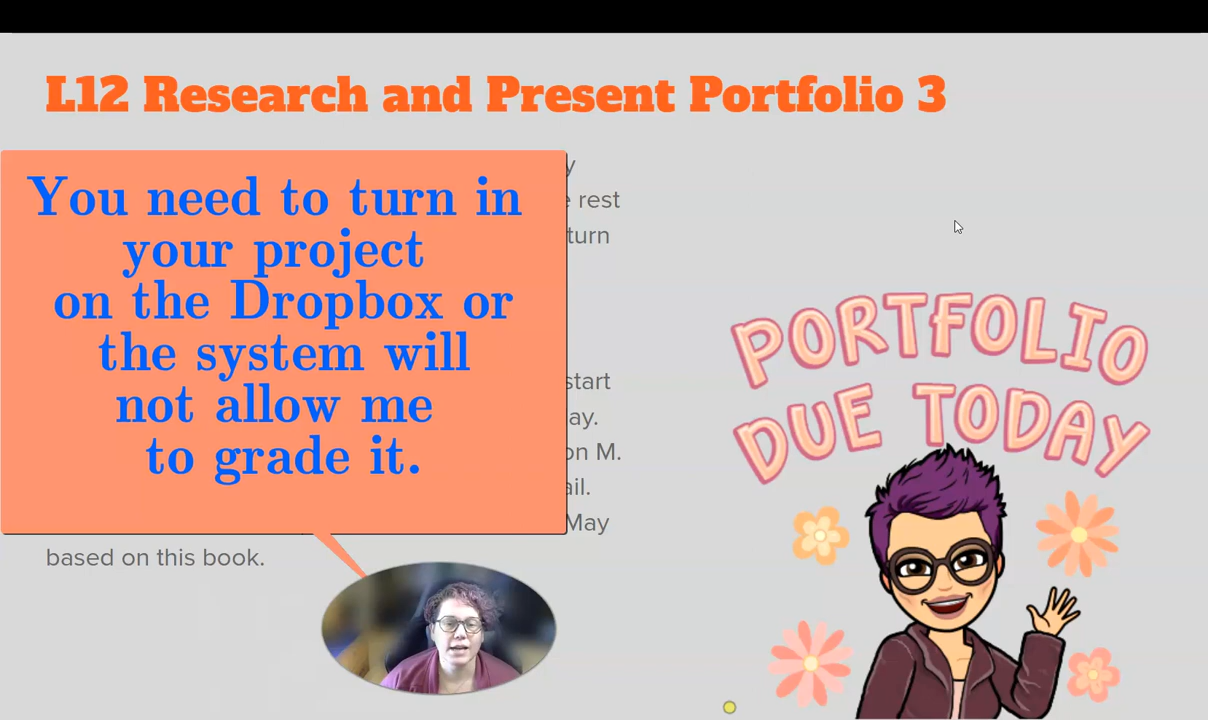 L12 Research and Present Portfolio 3
You need to turn in
your project
on the Dropbox or
the system will
not allow me
to grade it.
rest
turn
start
on M.
May
based on this book.
PORTFOLIO
DUE TODAY